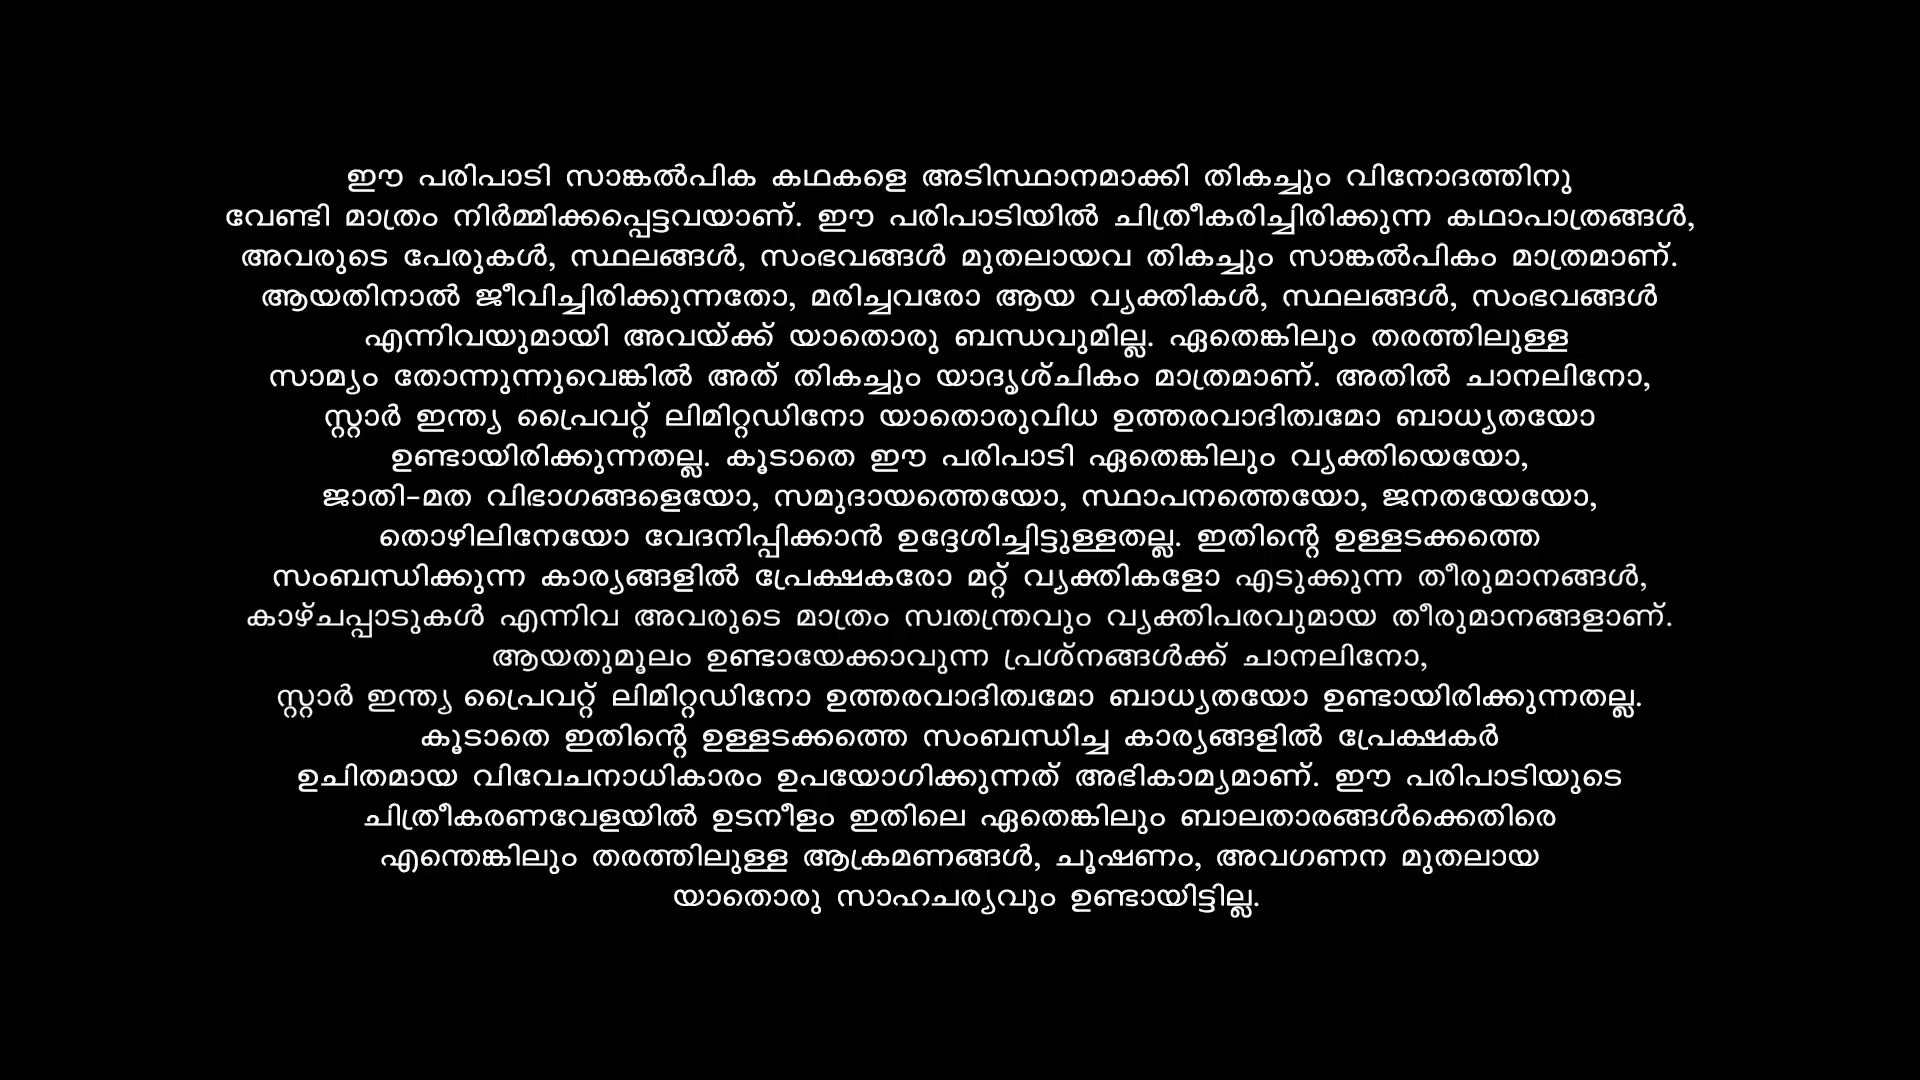 ഈ പരിപാടി സാങ്കൽപിക കഥകളെ അടിസ്ഥാനമാക്കി തികച്ചും വിനോദത്തിനു
വേണ്ടി മാത്രം നിർമ്മിക്കപ്പെട്ടവയാണ്. ഈ പരിപാടിയിൽ ചിത്രീകരിച്ചിരിക്കുന്ന കഥാപാത്രങ്ങൾ,
അവരുടെ പേരുകൾ, സ്ഥലങ്ങൾ, സംഭവങ്ങൾ മുതലായവ തികച്ചും സാങ്കൽപികം മാത്രമാണ്.
ആയതിനാൽ ജീവിച്ചിരിക്കുന്നതോ, മരിച്ചവരോ ആയ വ്യക്തികൾ, സ്ഥലങ്ങൾ, സംഭവങ്ങൾ
എന്നിവയുമായി അവയ്ക്ക് യാതൊരു ബന്ധവുമില്ല. ഏതെങ്കിലും തരത്തിലുള്ള
സാമ്യം തോന്നുന്നുവെങ്കിൽ അത് തികച്ചും യാദൃശ്ചികം മാത്രമാണ്. അതിൽ ചാനലിനോ,
സ്റ്റാർ ഇന്ത്യ പ്രൈവറ്റ് ലിമിറ്റഡിനോ യാതൊരുവിധ ഉത്തരവാദിത്വമോ ബാധ്യതയോ
ഉണ്ടായിരിക്കുന്നതല്ല. കൂടാതെ ഈ പരിപാടി ഏതെങ്കിലും വ്യക്തിയെയോ,
ജാതി-മത വിഭാഗങ്ങളെയോ, സമുദായത്തെയോ, സ്ഥാപനത്തെയോ, ജനതയേയോ,
തൊഴിലിനേയോ വേദനിപ്പിക്കാൻ ഉദ്ദേശിച്ചിട്ടുള്ളതല്ല. ഇതിന്റെ ഉള്ളടക്കത്തെ
സംബന്ധിക്കുന്ന കാര്യങ്ങളിൽ പ്രേക്ഷകരോ മറ്റ് വ്യക്തികളോ എടുക്കുന്ന തീരുമാനങ്ങൾ,
കാഴ്ചപ്പാടുകൾ എന്നിവ അവരുടെ മാത്രം സ്വതന്ത്രവും വ്യക്തിപരവുമായ തീരുമാനങ്ങളാണ്.
ആയതുമൂലം ഉണ്ടായേക്കാവുന്ന പ്രശ്നങ്ങൾക്ക് ചാനലിനോ,
സ്റ്റാർ ഇന്ത്യ പ്രൈവറ്റ് ലിമിറ്റഡിനോ ഉത്തരവാദിത്വമോ ബാധ്യതയോ ഉണ്ടായിരിക്കുന്നതല്ല.
കൂടാതെ ഇതിന്റെ ഉള്ളടക്കത്തെ സംബന്ധിച്ച കാര്യങ്ങളിൽ പ്രേക്ഷകർ
ഉചിതമായ വിവേചനാധികാരം ഉപയോഗിക്കുന്നത് അഭികാമ്യമാണ്. ഈ പരിപാടിയുടെ
ചിത്രീകരണവേളയിൽ ഉടനീളം ഇതിലെ ഏതെങ്കിലും ബാലതാരങ്ങൾക്കെതിരെ
എന്തെങ്കിലും തരത്തിലുള്ള ആക്രമണങ്ങൾ, ചൂഷണം, അവഗണന മുതലായ
യാതൊരു സാഹചര്യവും ഉണ്ടായിട്ടില്ല.